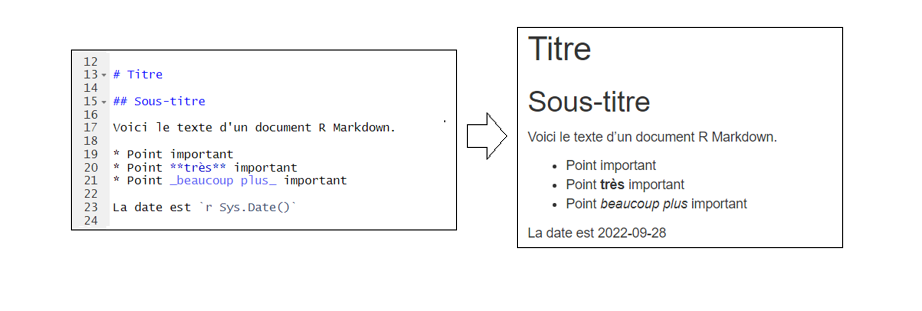 12
13 # Titre
14
15 ## Sous-titre
16
17 Voici le texte d'un document R Markdown.
18
19 * Point important
20 * Point **très** important
21 * Point _beaucoup plus_ important
22
23 La date est `r Sys.Date()`
24
Titre
Sous-titre
Voici le texte d’un document R Markdown.
• Point important
• Point très important
• Point beaucoup plus important
La date est 2022-09-28